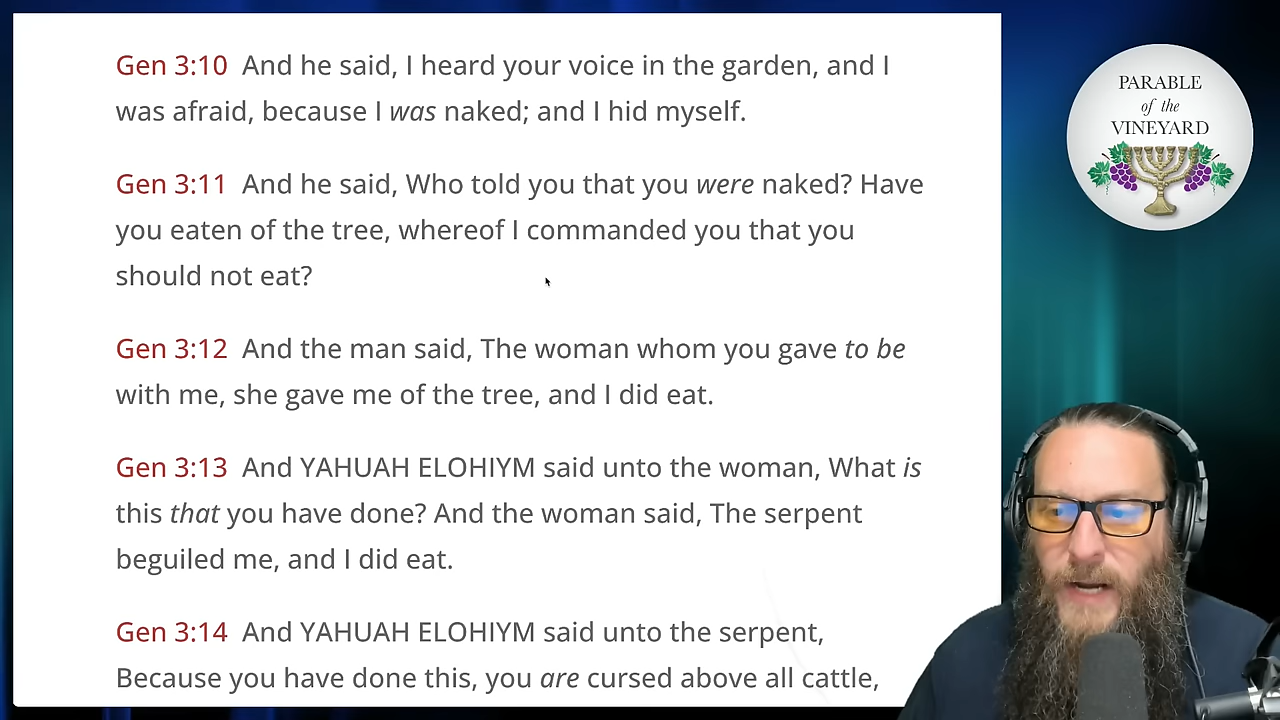 Gen 3:10 And he said, I heard your voice in the garden, and I
was afraid, because I was naked; and I hid myself.
Gen 3:11 And he said, Who told you that you were naked? Have
you eaten of the tree, whereof I commanded you that you
should not eat?
Gen 3:12 And the man said, The woman whom you gave to be
with me, she gave me of the tree, and I did eat.
Gen 3:13 And YAHUAH ELOHIYM said unto the woman, What is
this that you have done? And the woman said, The serpent
beguiled me, and I did eat.
Gen 3:14 And YAHUAH ELOHIYM said unto the serpent,
Because you have done this, you are cursed above all cattle,
PARABLE
of the
VINEYARD